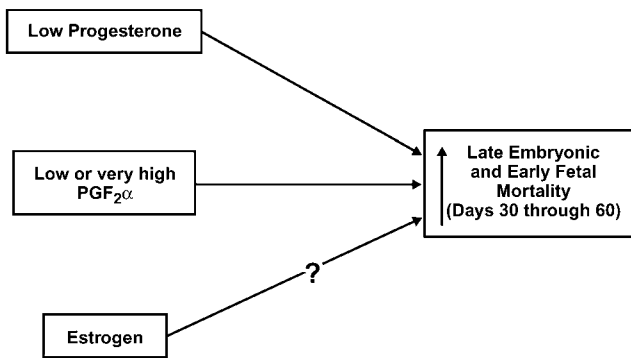 Low Progesterone
Low or very high
PGF₂α
Estrogen
?
Late Embryonic
and Early Fetal
Mortality
(Days 30 through 60)